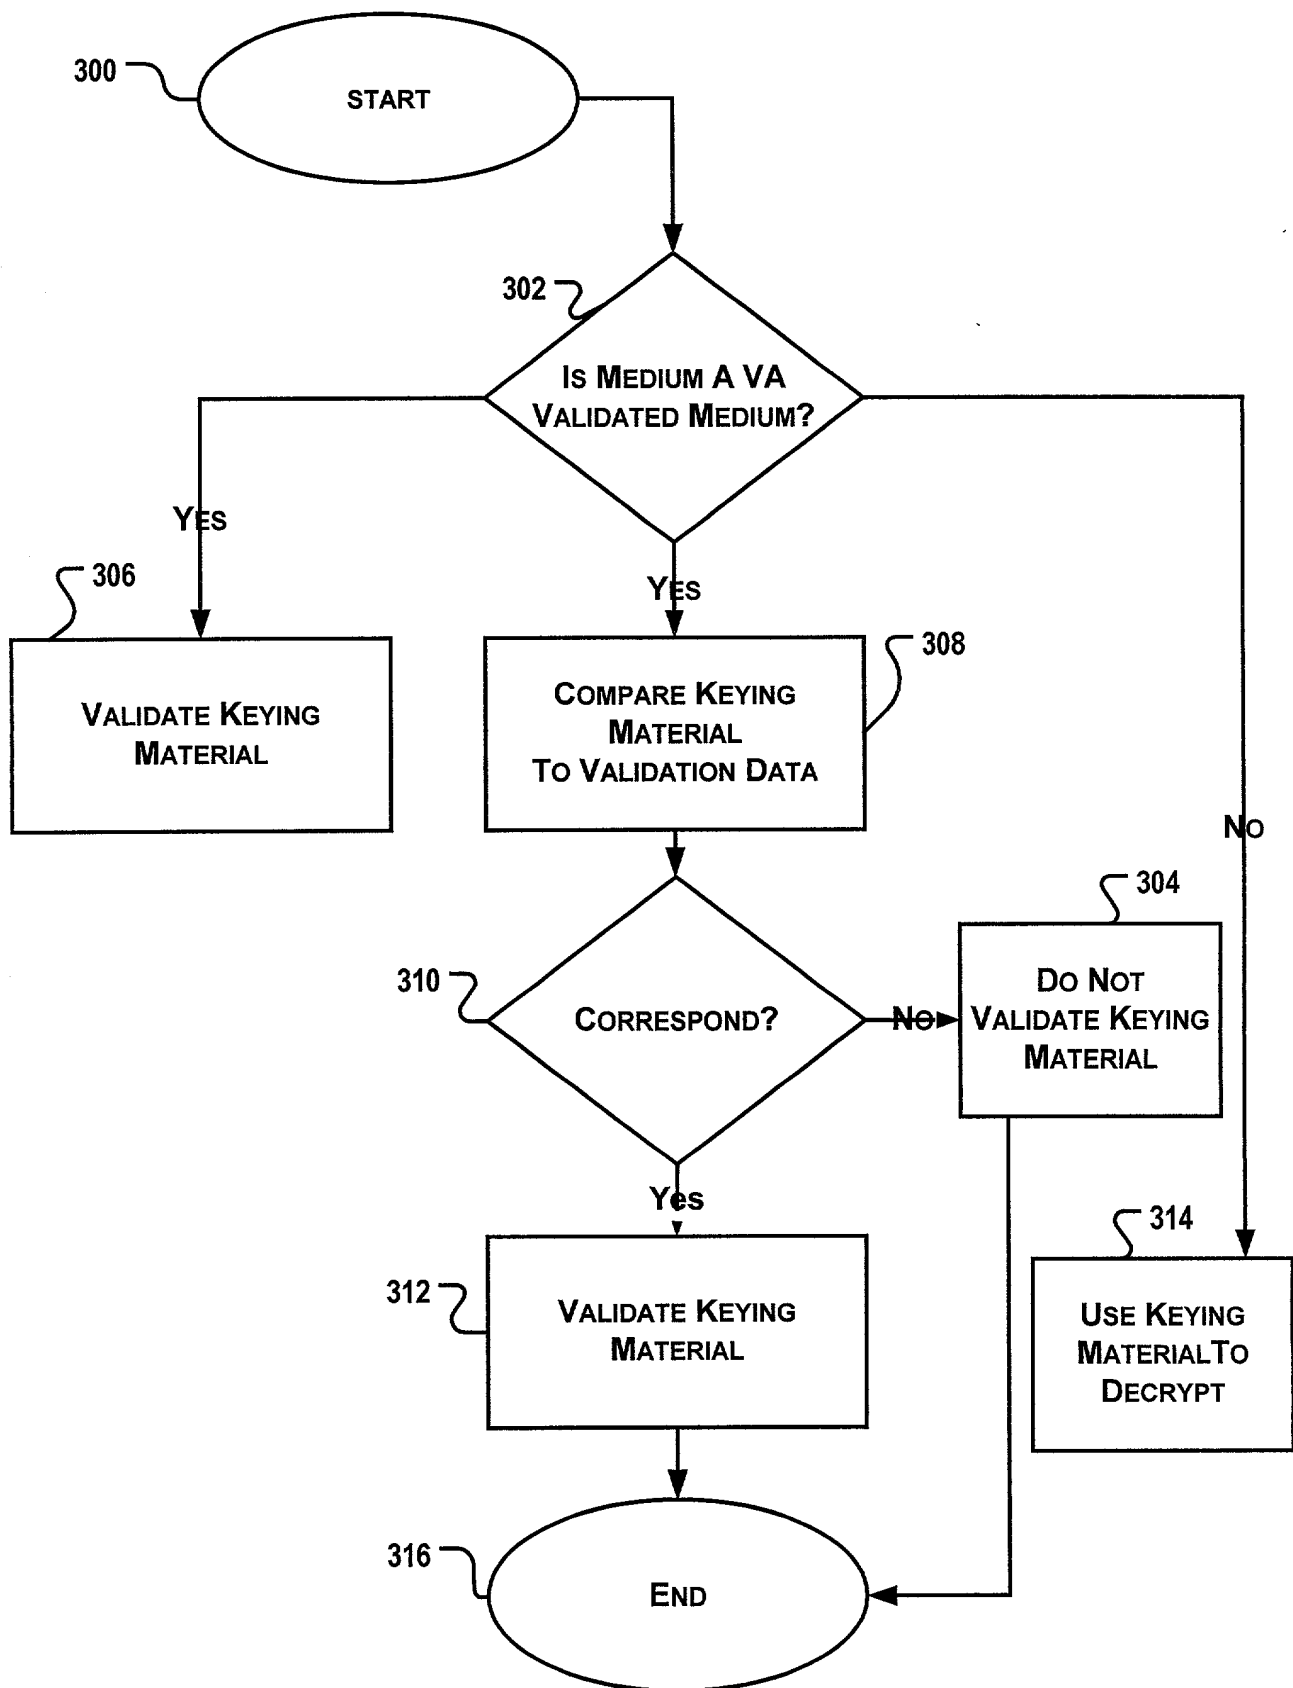 300
START
302
IS MEDIUM A VA
VALIDATED MEDIUM?
YES
306
YES
308
VALIDATE KEYING
MATERIAL
COMPARE KEYING
MATERIAL
TO VALIDATION DATA
NO
304
310
CORRESPOND?
NO
DO NOT
VALIDATE KEYING
MATERIAL
Yes
314
312
VALIDATE KEYING
MATERIAL
USE KEYING
MATERIALTO
DECRYPT
316
END